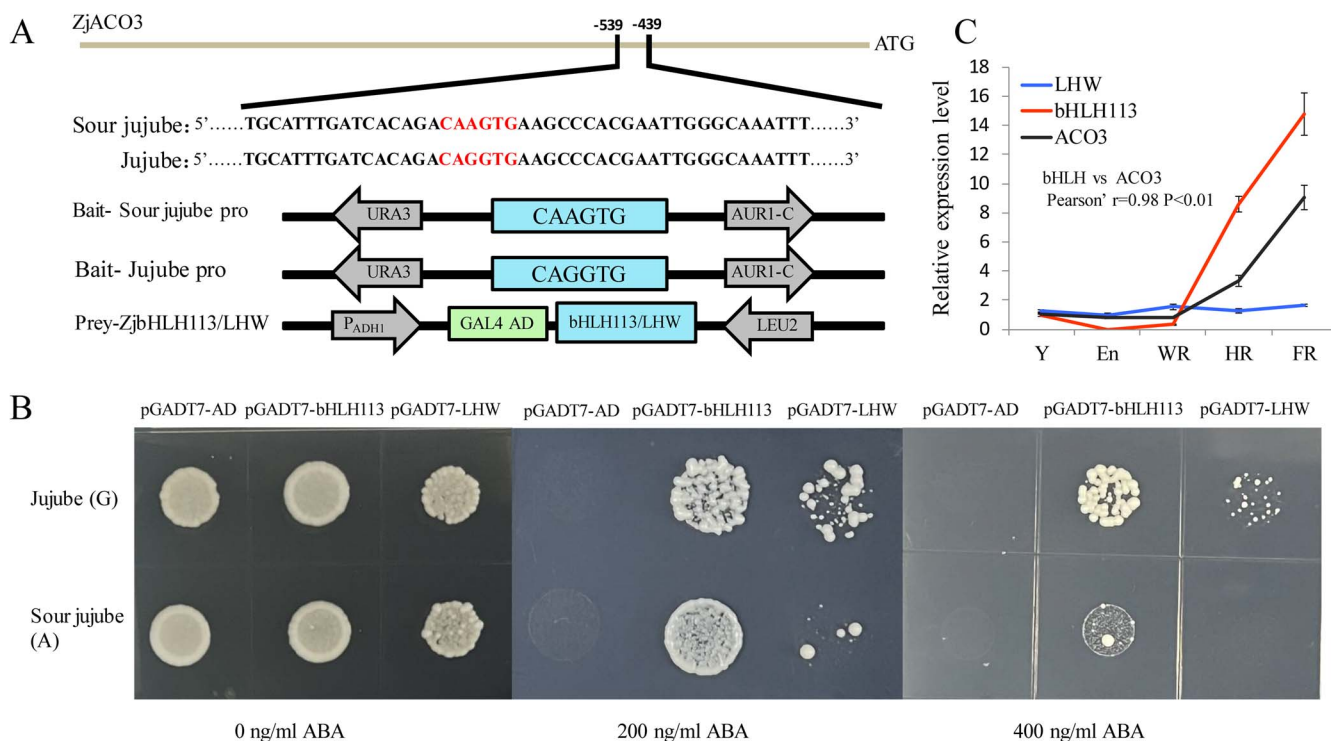 A
ZjACO3
-539
-439
ATG
Sour jujube: 5’……TGCATTTGATCACAGACAAGTGAAGCCCACGAATTGGGCAAATTT……3’
Jujube: 5’……TGCATTTGATCACAGACAGGTGAAGCCCACGAATTGGGCAAATTT……3’
Bait- Sour jujube pro
URA3
CAAGTG
AUR1-C
Bait- Jujube pro
URA3
CAGGTG
AUR1-C
Prey-ZjbHLH113/LHW
PADH1
GAL4 AD
bHLH113/LHW
LEU2
C
Relative expression level
18
16
14
12
10
8
6
4
2
0
LHW
bHLH113
ACO3
bHLH vs ACO3
Pearson’ r=0.98 P<0.01
Y En WR HR FR
B
pGADT7-AD pGADT7-bHLH113 pGADT7-LHW pGADT7-AD pGADT7-bHLH113 pGADT7-LHW pGADT7-AD pGADT7-bHLH113 pGADT7-LHW
Jujube (G)
Sour jujube
(A)
0 ng/ml ABA 200 ng/ml ABA 400 ng/ml ABA